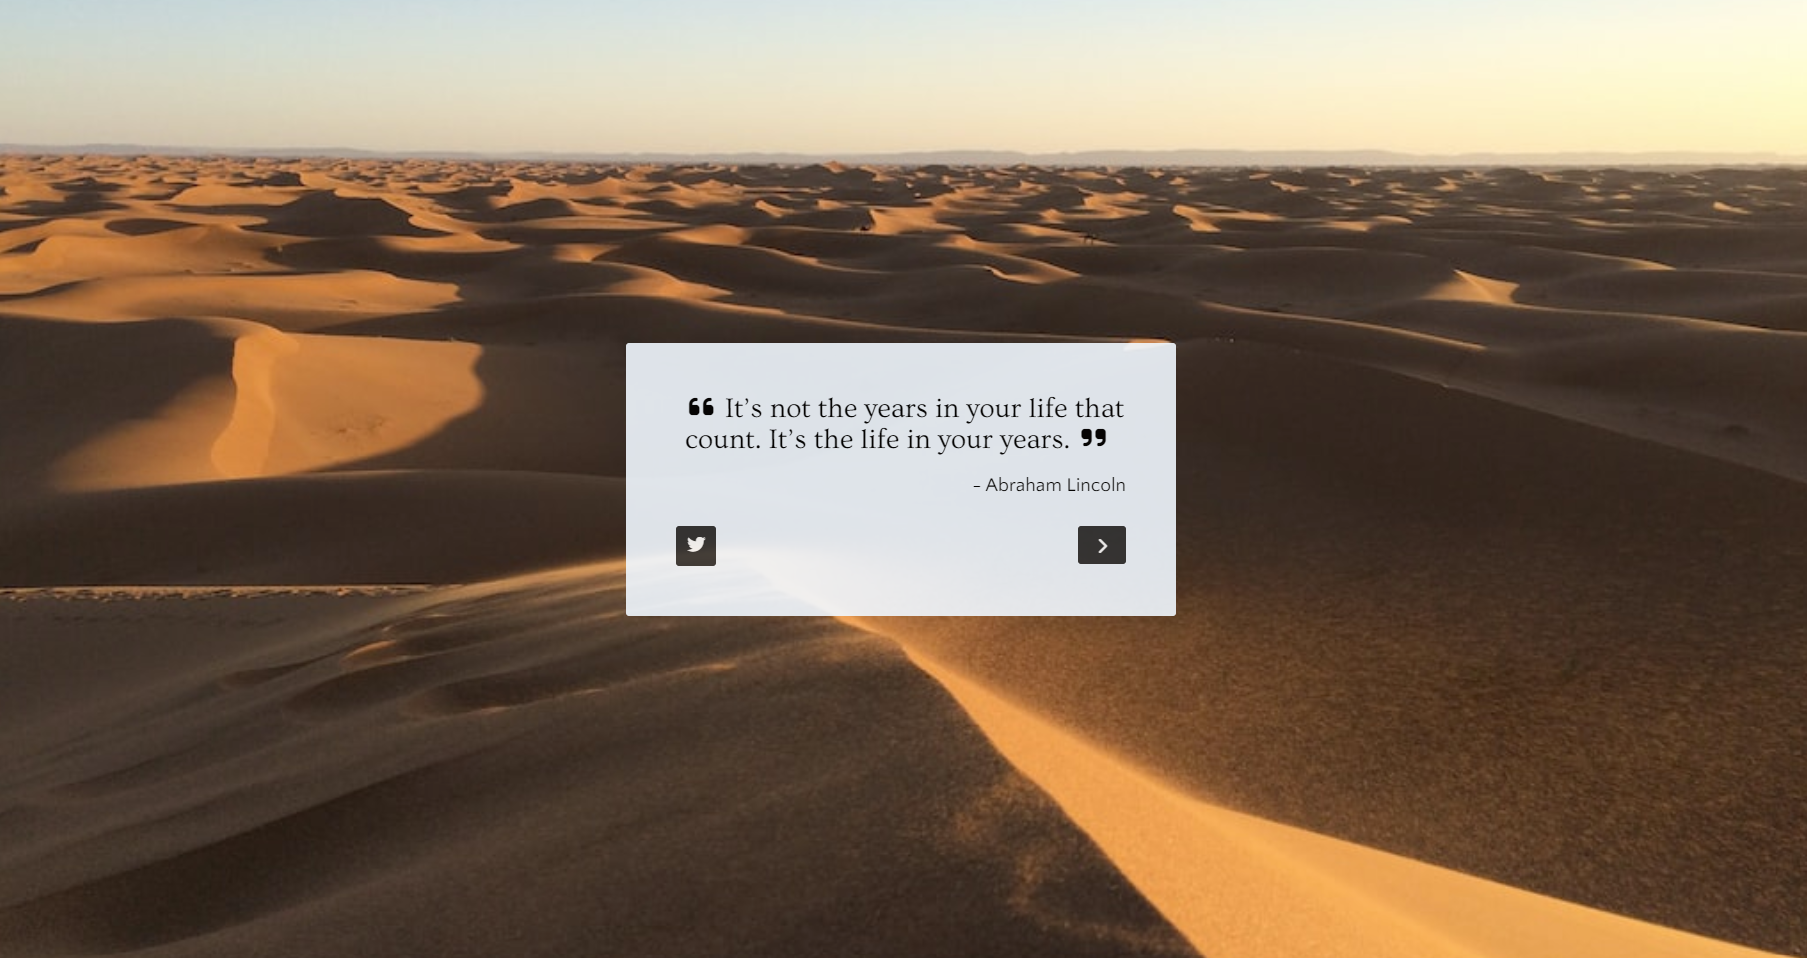 ❝ It’s not the years in your life that
count. It’s the life in your years. ❞
- Abraham Lincoln